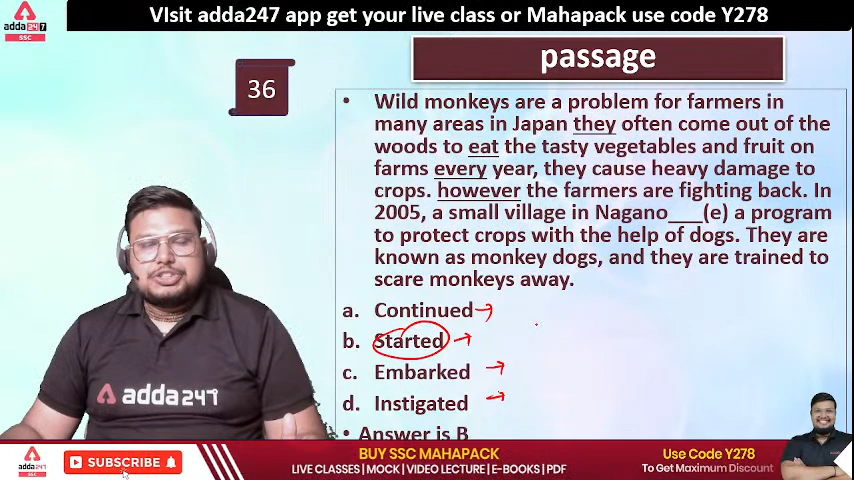 VIsit adda247 app get your live class or Mahapack use code Y278
adda247
SSC
passage
36
• Wild monkeys are a problem for farmers in
many areas in Japan they often come out of the
woods to eat the tasty vegetables and fruit on
farms every year, they cause heavy damage to
crops. however the farmers are fighting back. In
2005, a small village in Nagano___(e) a program
to protect crops with the help of dogs. They are
known as monkey dogs, and they are trained to
scare monkeys away.
a. Continued
b. Started
c. Embarked
d. Instigated
• Answer is B
adda247
adda247
SSC
SUBSCRIBE
BUY SSC MAHAPACK
LIVE CLASSES | MOCK | VIDEO LECTURE | E-BOOKS | PDF
Use Code Y278
To Get Maximum Discount